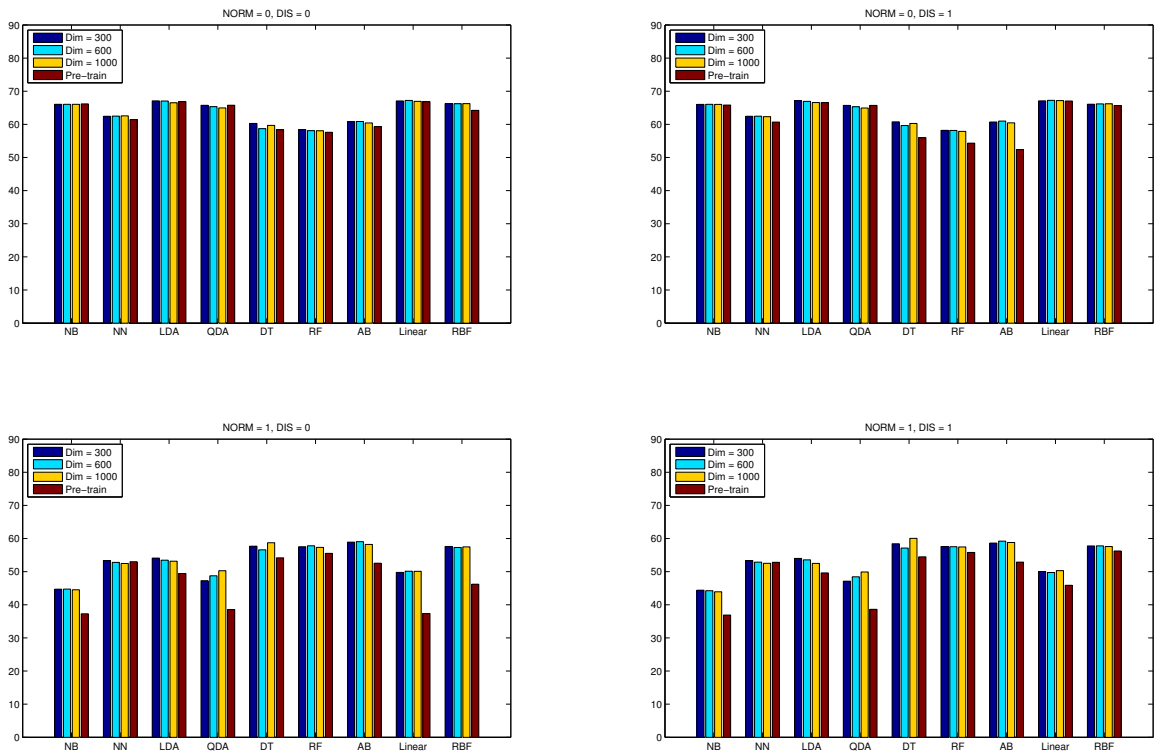 NORM = 0, DIS = 0
90
80
70
60
50
40
30
20
10
0
Dim = 300
Dim = 600
Dim = 1000
Pre−train
NB NN LDA QDA DT RF AB Linear RBF
NORM = 0, DIS = 1
90
80
70
60
50
40
30
20
10
0
Dim = 300
Dim = 600
Dim = 1000
Pre−train
NB NN LDA QDA DT RF AB Linear RBF
NORM = 1, DIS = 0
90
80
70
60
50
40
30
20
10
0
Dim = 300
Dim = 600
Dim = 1000
Pre−train
NB NN LDA QDA DT RF AB Linear RBF
NORM = 1, DIS = 1
90
80
70
60
50
40
30
20
10
0
Dim = 300
Dim = 600
Dim = 1000
Pre−train
NB NN LDA QDA DT RF AB Linear RBF